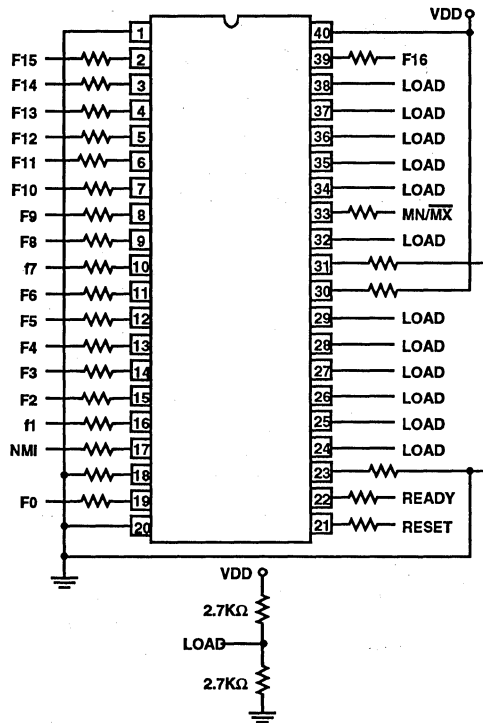 VDD
1 40
F15 2 39 F16
F14 3 38 LOAD
F13 4 37 LOAD
F12 5 36 LOAD
F11 6 35 LOAD
F10 7 34 LOAD
F9 8 33 MN/MX
F8 9 32 LOAD
f7 10 31
F6 11 30
F5 12 29 LOAD
F4 13 28 LOAD
F3 14 27 LOAD
F2 15 26 LOAD
f1 16 25 LOAD
NMI 17 24 LOAD
18 23
F0 19 22 READY
20 21 RESET
VDD
2.7KΩ
LOAD
2.7KΩ